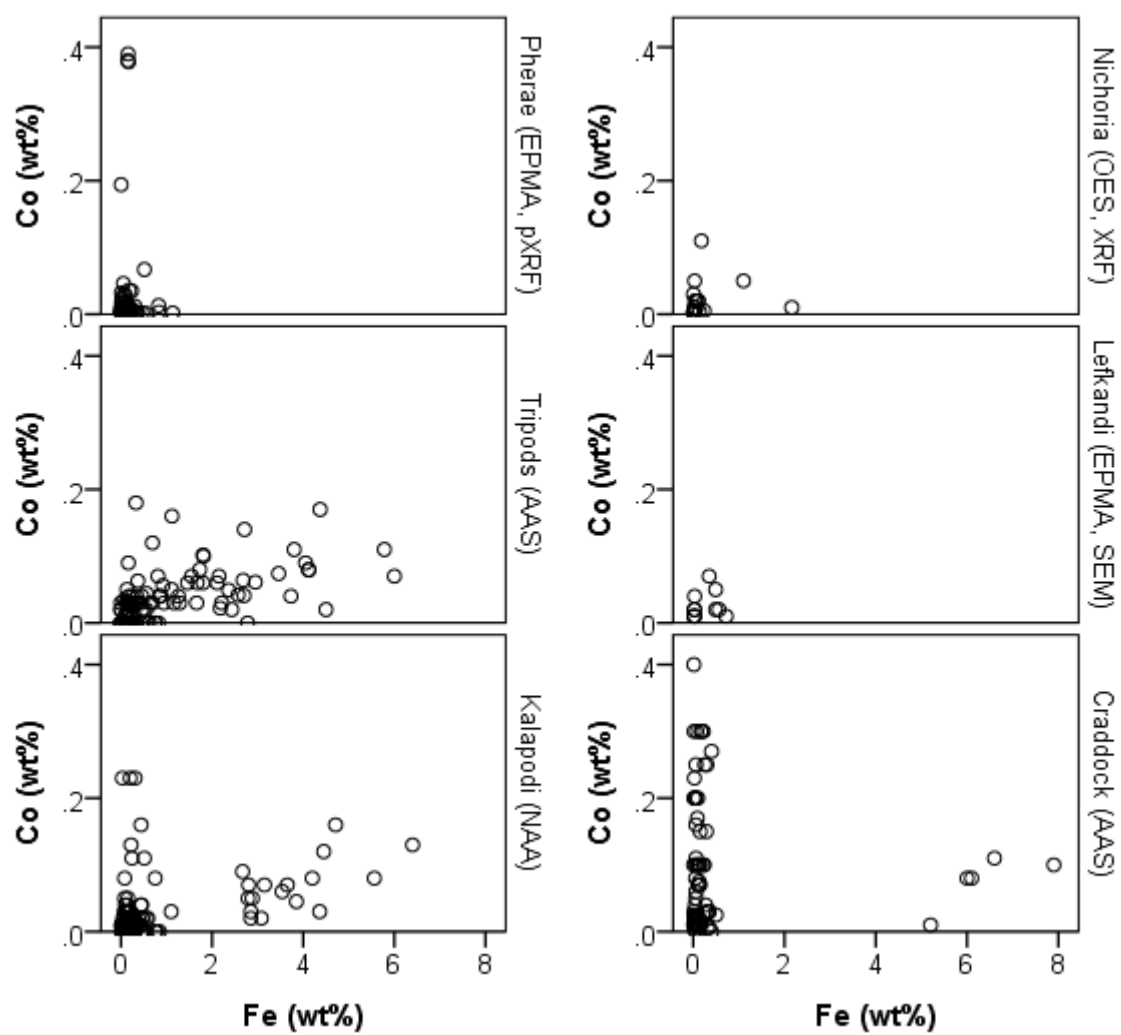 .4
.2
.0
Co (wt%)
Pherae (EPMA, pXRF)
.4
.2
.0
Co (wt%)
Nichoria (OES, XRF)
.4
.2
.0
Co (wt%)
Tripods (AAS)
.4
.2
.0
Co (wt%)
Lefkandi (EPMA, SEM)
.4
.2
.0
Co (wt%)
Kalapodi (NAA)
0 2 4 6 8
Fe (wt%)
.4
.2
.0
Co (wt%)
Craddock (AAS)
0 2 4 6 8
Fe (wt%)